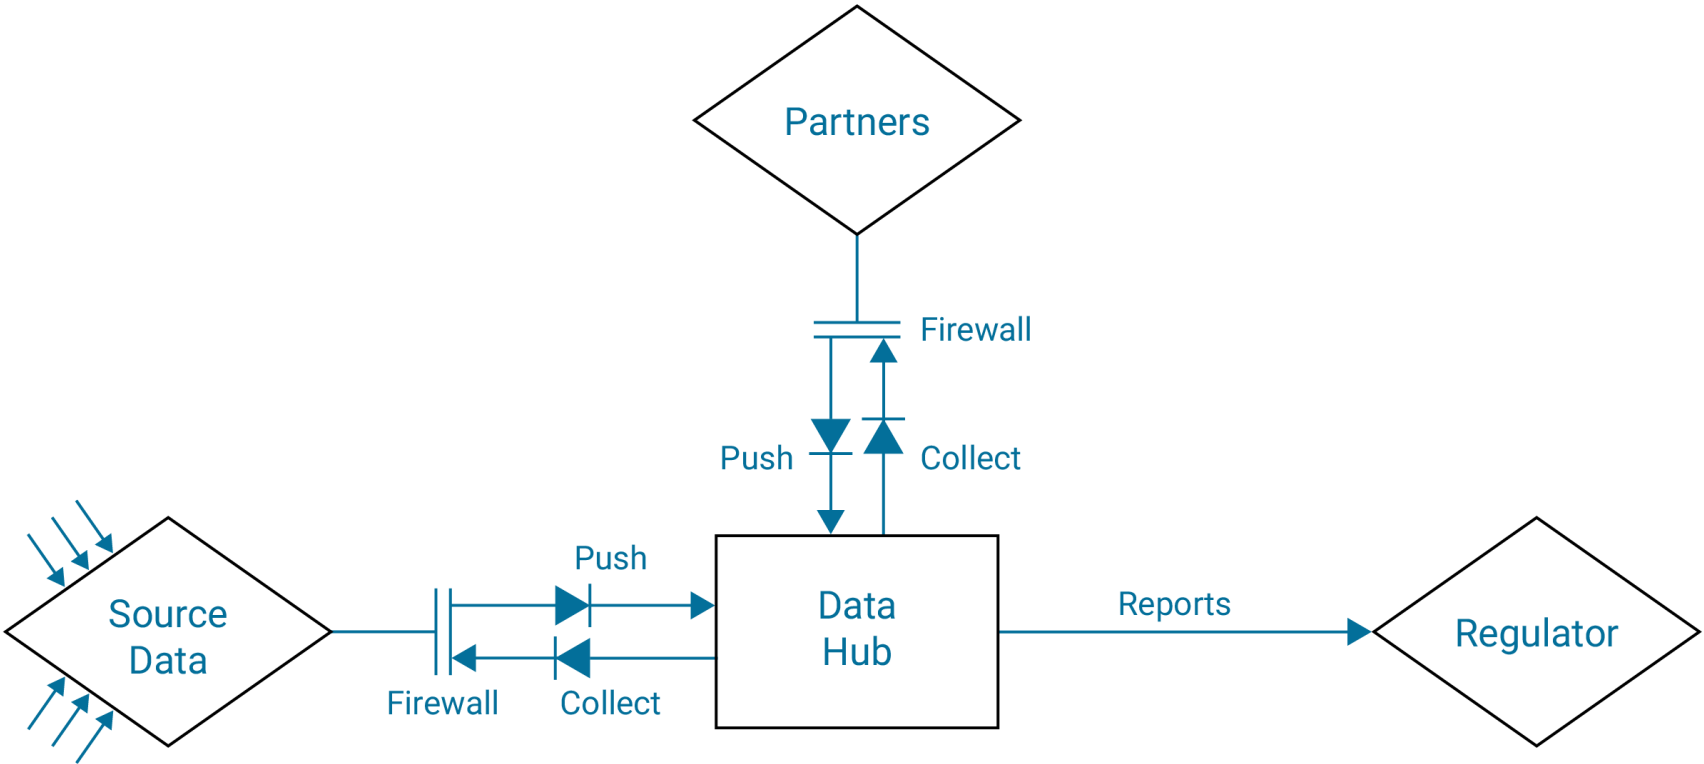 Partners
Firewall
Push
Collect
Source
Data
Firewall
Push
Collect
Data
Hub
Reports
Regulator